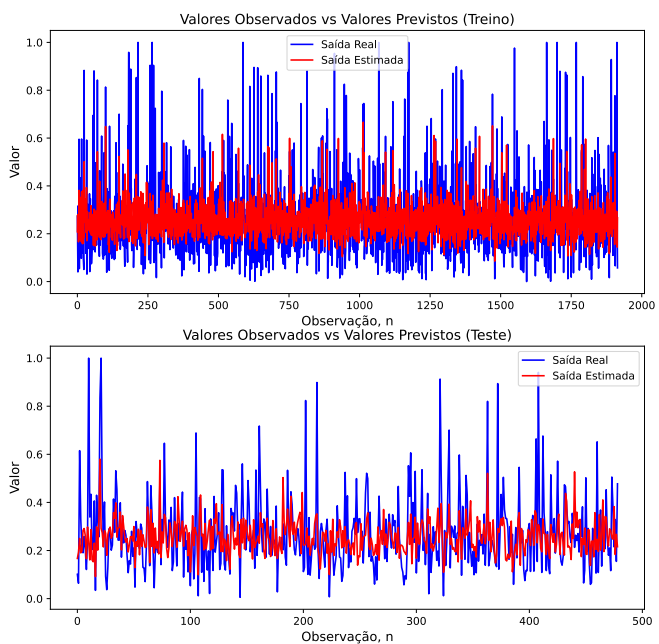 Valores Observados vs Valores Previstos (Treino)
1.0
0.8
0.6
0.4
0.2
0.0
Valor
Saída Real
Saída Estimada
0 250 500 750 1000 1250 1500 1750 2000
Observação, n
Valores Observados vs Valores Previstos (Teste)
1.0
0.8
0.6
0.4
0.2
0.0
Valor
Saída Real
Saída Estimada
0 100 200 300 400 500
Observação, n